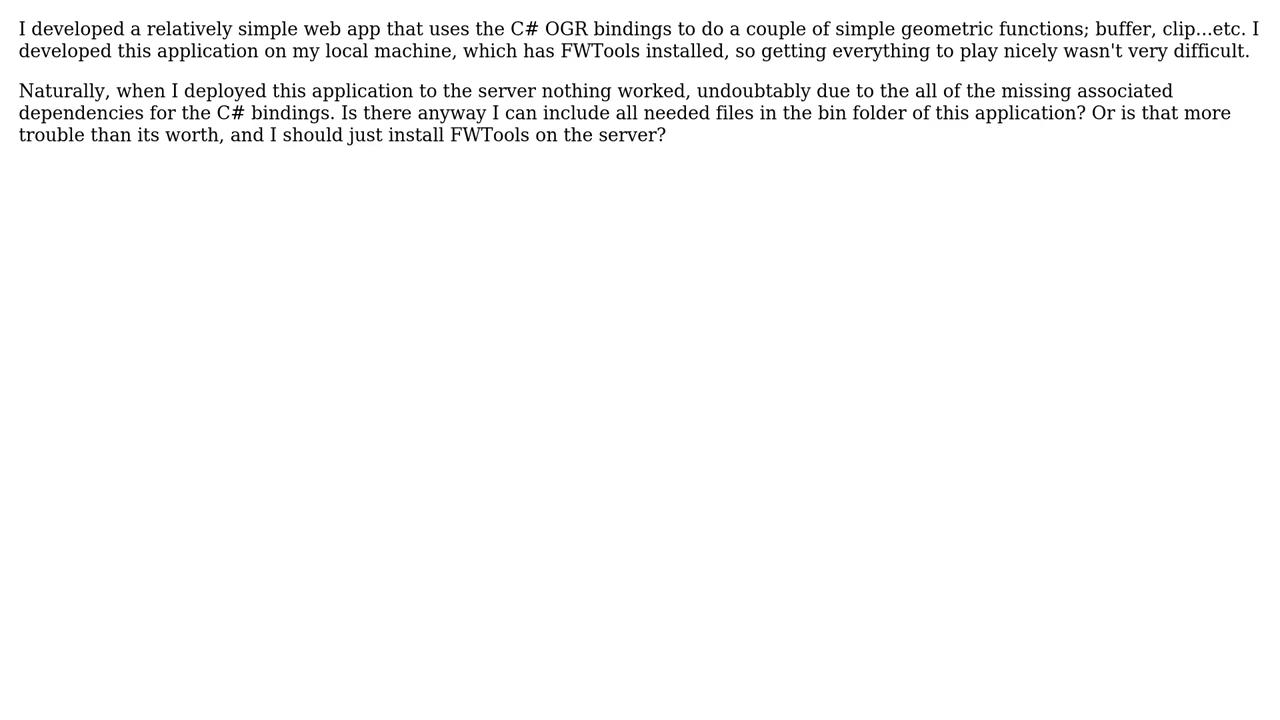 I developed a relatively simple web app that uses the C# OGR bindings to do a couple of simple geometric functions; buffer, clip...etc. I
developed this application on my local machine, which has FWTools installed, so getting everything to play nicely wasn't very difficult.
Naturally, when I deployed this application to the server nothing worked, undoubtably due to the all of the missing associated
dependencies for the C# bindings. Is there anyway I can include all needed files in the bin folder of this application? Or is that more
trouble than its worth, and I should just install FWTools on the server?